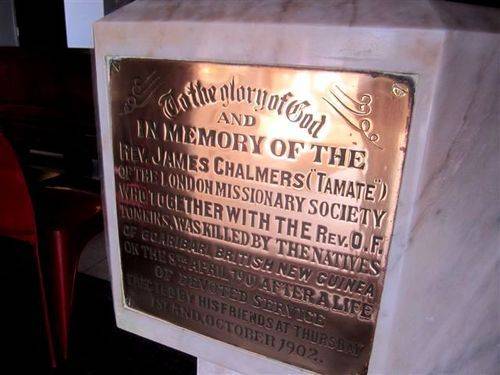 To the glory of God
AND
IN MEMORY OF THE
REV. JAMES CHALMERS ("TAMATE")
OF THE LONDON MISSIONARY SOCIETY
WHO TOGETHER WITH THE REV. O. F.
TOMKINS, WAS KILLED BY THE NATIVES
OF GOARIBARI, BRITISH NEW GUINEA
ON THE 8TH APRIL 1901, AFTER A LIFE
OF DEVOTED SERVICE
ERECTED BY HIS FRIENDS AT THURSDAY
ISLAND, OCTOBER 1902.